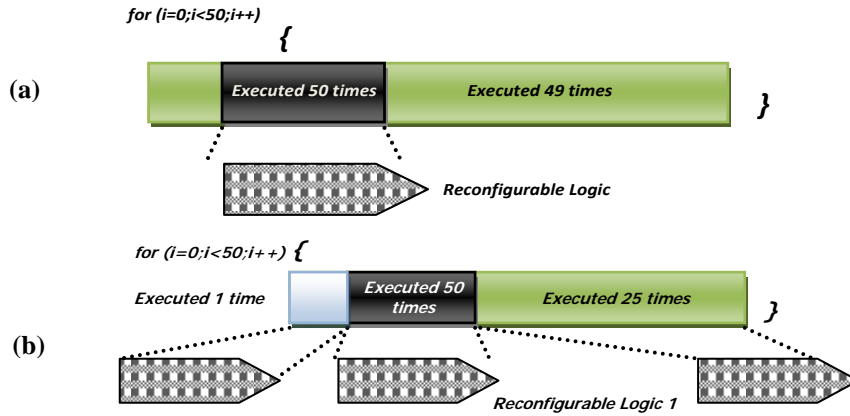 for (i=0;i<50;i++)
{
(a)
Executed 50 times
Executed 49 times
}
Reconfigurable Logic
for (i=0;i<50;i++) {
Executed 1 time
Executed 50
times
Executed 25 times
}
(b)
Reconfigurable Logic 1